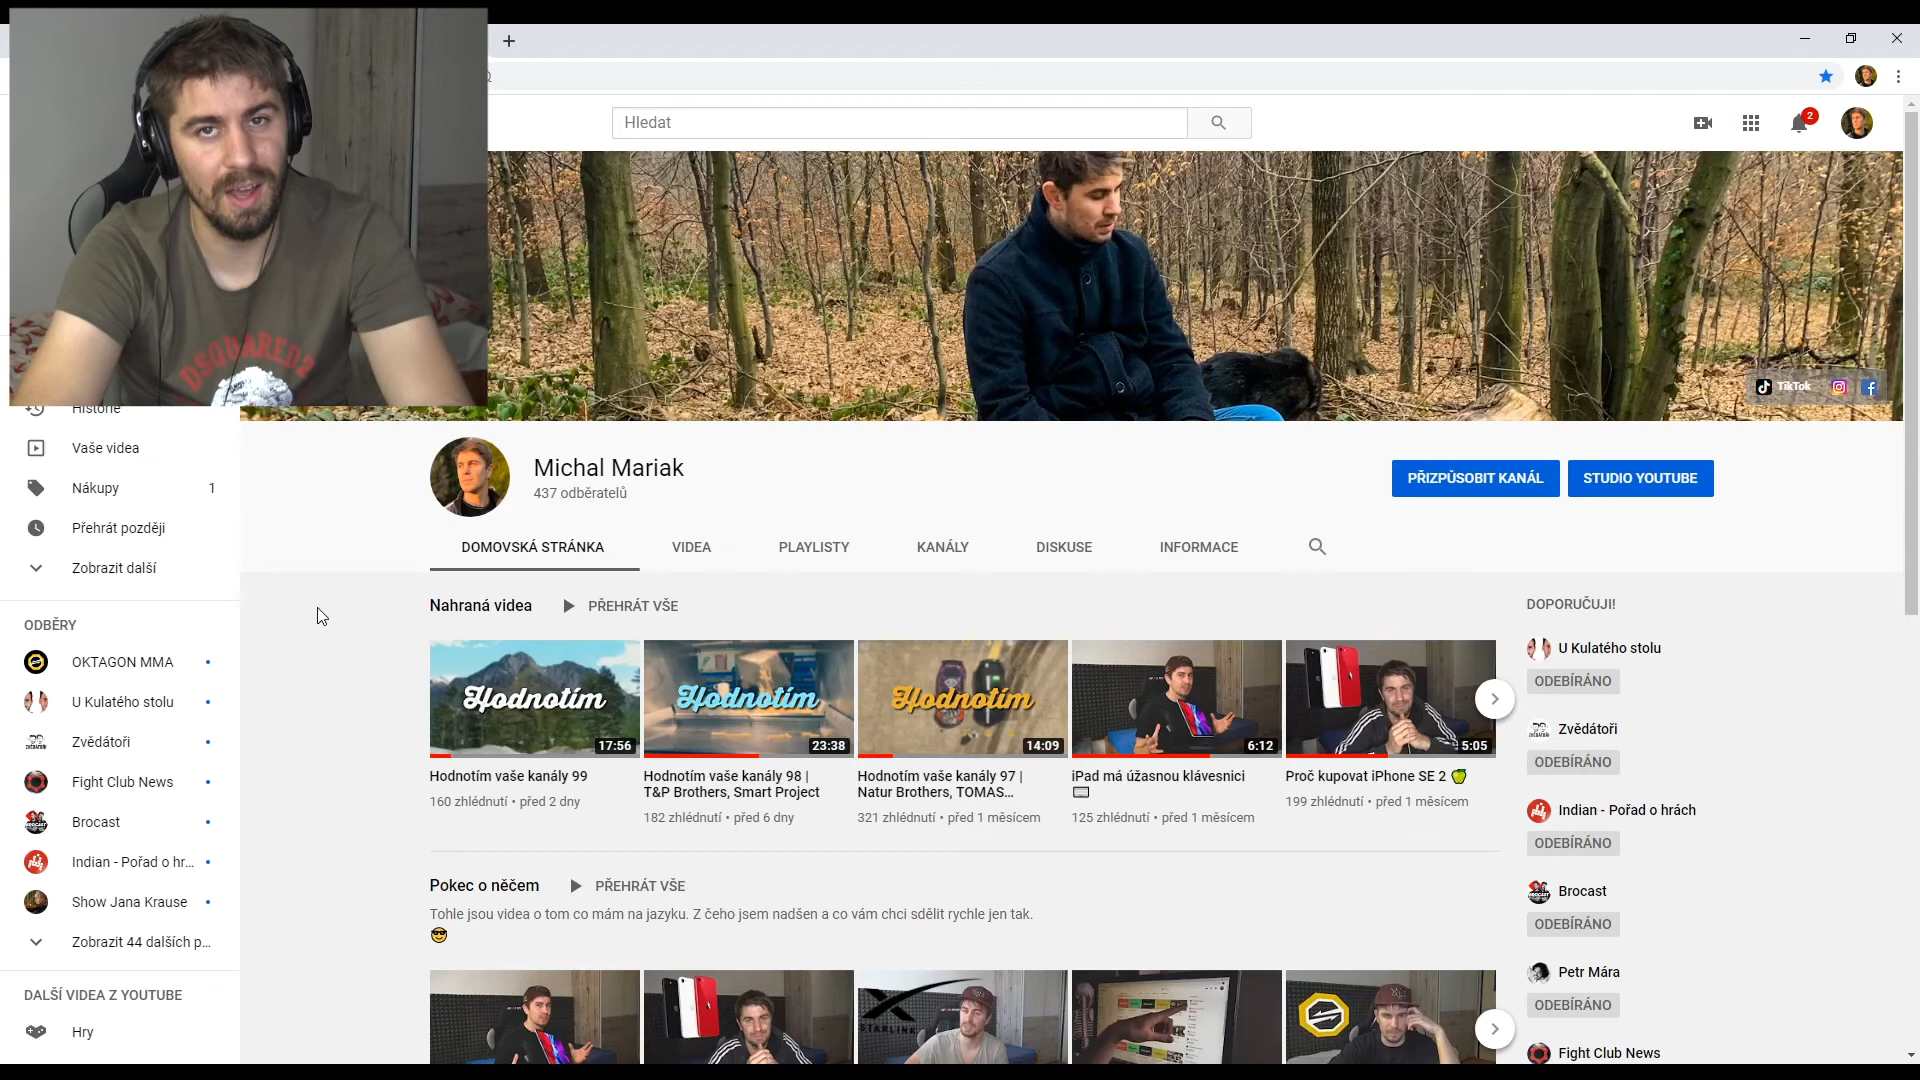 DSQUARED2
Hledat
2
TikTok
Historie
Vaše videa
Nákupy 1
Přehrát později
Zobrazit další
ODBĚRY
OKTAGON MMA
U Kulatého stolu
Zvědátoři
Fight Club News
Brocast
Indian - Pořad o hr...
Show Jana Krause
Zobrazit 44 dalších p...
DALŠÍ VIDEA Z YOUTUBE
Hry
Michal Mariak
437 odběratelů
PŘIZPŮSOBIT KANÁL STUDIO YOUTUBE
DOMOVSKÁ STRÁNKA VIDEA PLAYLISTY KANÁLY DISKUSE INFORMACE
Nahraná videa PŘEHRÁT VŠE
Hodnotím
17:56
Hodnotím vaše kanály 99
160 zhlédnutí • před 2 dny
Hodnotím
23:38
Hodnotím vaše kanály 98 |
T&P Brothers, Smart Project
182 zhlédnutí • před 6 dny
Hodnotím
14:09
Hodnotím vaše kanály 97 |
Natur Brothers, TOMAS...
321 zhlédnutí • před 1 měsícem
6:12
iPad má úžasnou klávesnici
125 zhlédnutí • před 1 měsícem
5:05
Proč kupovat iPhone SE 2 🍏
199 zhlédnutí • před 1 měsícem
Pokec o něčem PŘEHRÁT VŠE
Tohle jsou videa o tom co mám na jazyku. Z čeho jsem nadšen a co vám chci sdělit rychle jen tak.
😎
STARLINK
DOPORUČUJI!
U Kulatého stolu
ODEBÍRÁNO
Zvědátoři
ODEBÍRÁNO
Indian - Pořad o hrách
ODEBÍRÁNO
Brocast
ODEBÍRÁNO
Petr Mára
ODEBÍRÁNO
Fight Club News